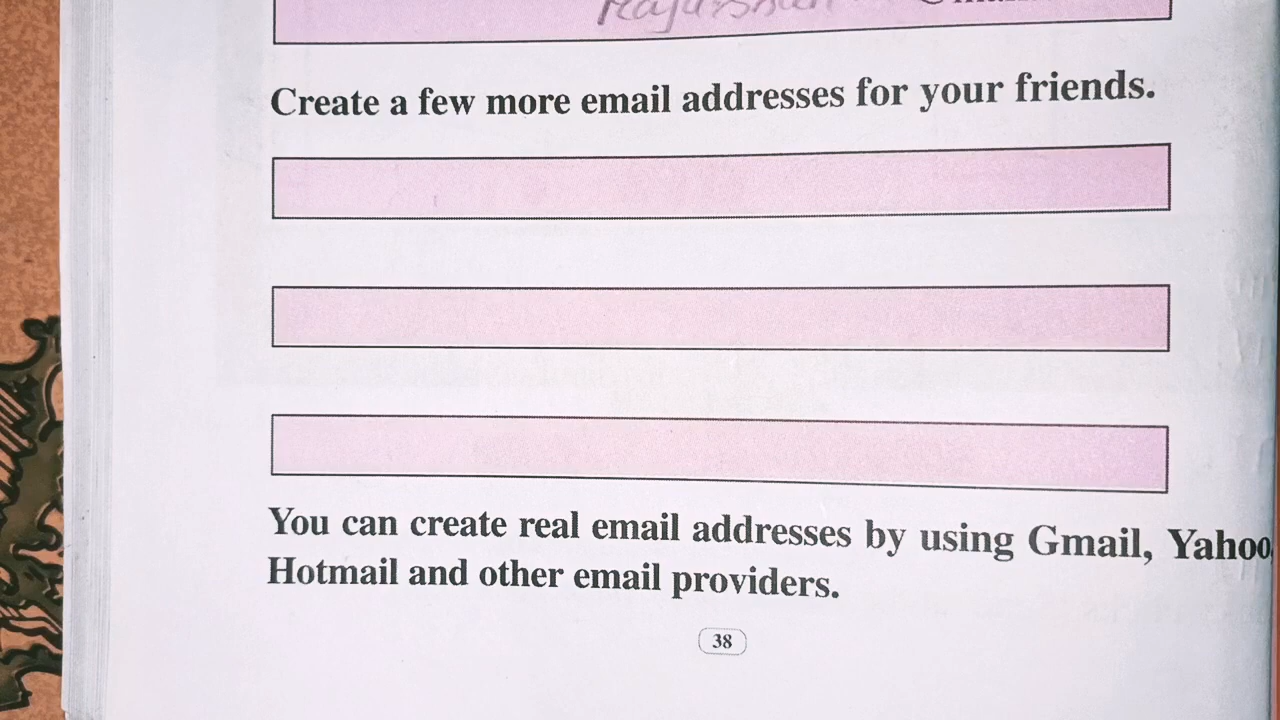 Create a few more email addresses for your friends.
You can create real email addresses by using Gmail, Yahoo
Hotmail and other email providers.
38